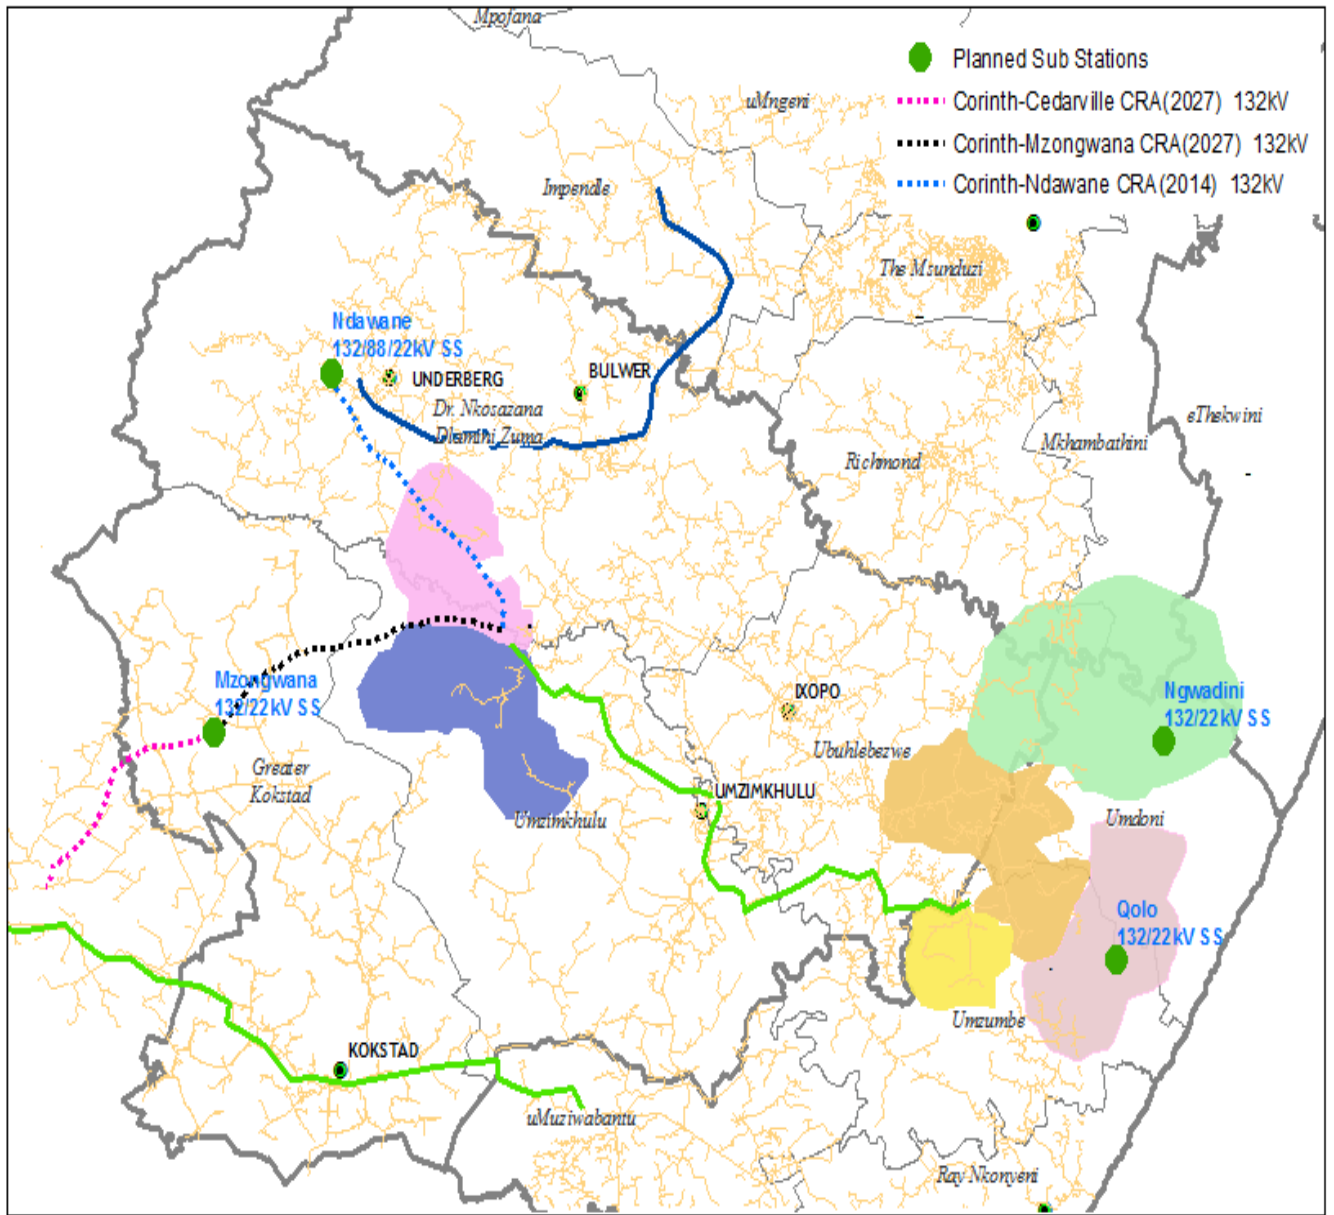 Mpofana
Planned Sub Stations
uMngeni
Corinth-Cedarville CRA(2027) 132kV
Corinth-Mzongwana CRA(2027) 132kV
Corinth-Ndawane CRA(2014) 132kV
Impendle
The Msunduzi
Ndawane
132/88/22kV SS
UNDERBERG
BULWER
Dr. Nkosazana
Dlamini Zuma
eThekwini
Mkhambathini
Richmond
Mzongwana
132/22kV SS
IXOPO
Ngwadini
132/22kV SS
Ubuhlebezwe
Greater
Kokstad
UMZIMKHULU
Umzimkhulu
Umdoni
Qolo
132/22kV SS
Umzumbe
KOKSTAD
uMuziwabantu
Ray Nkonyeni